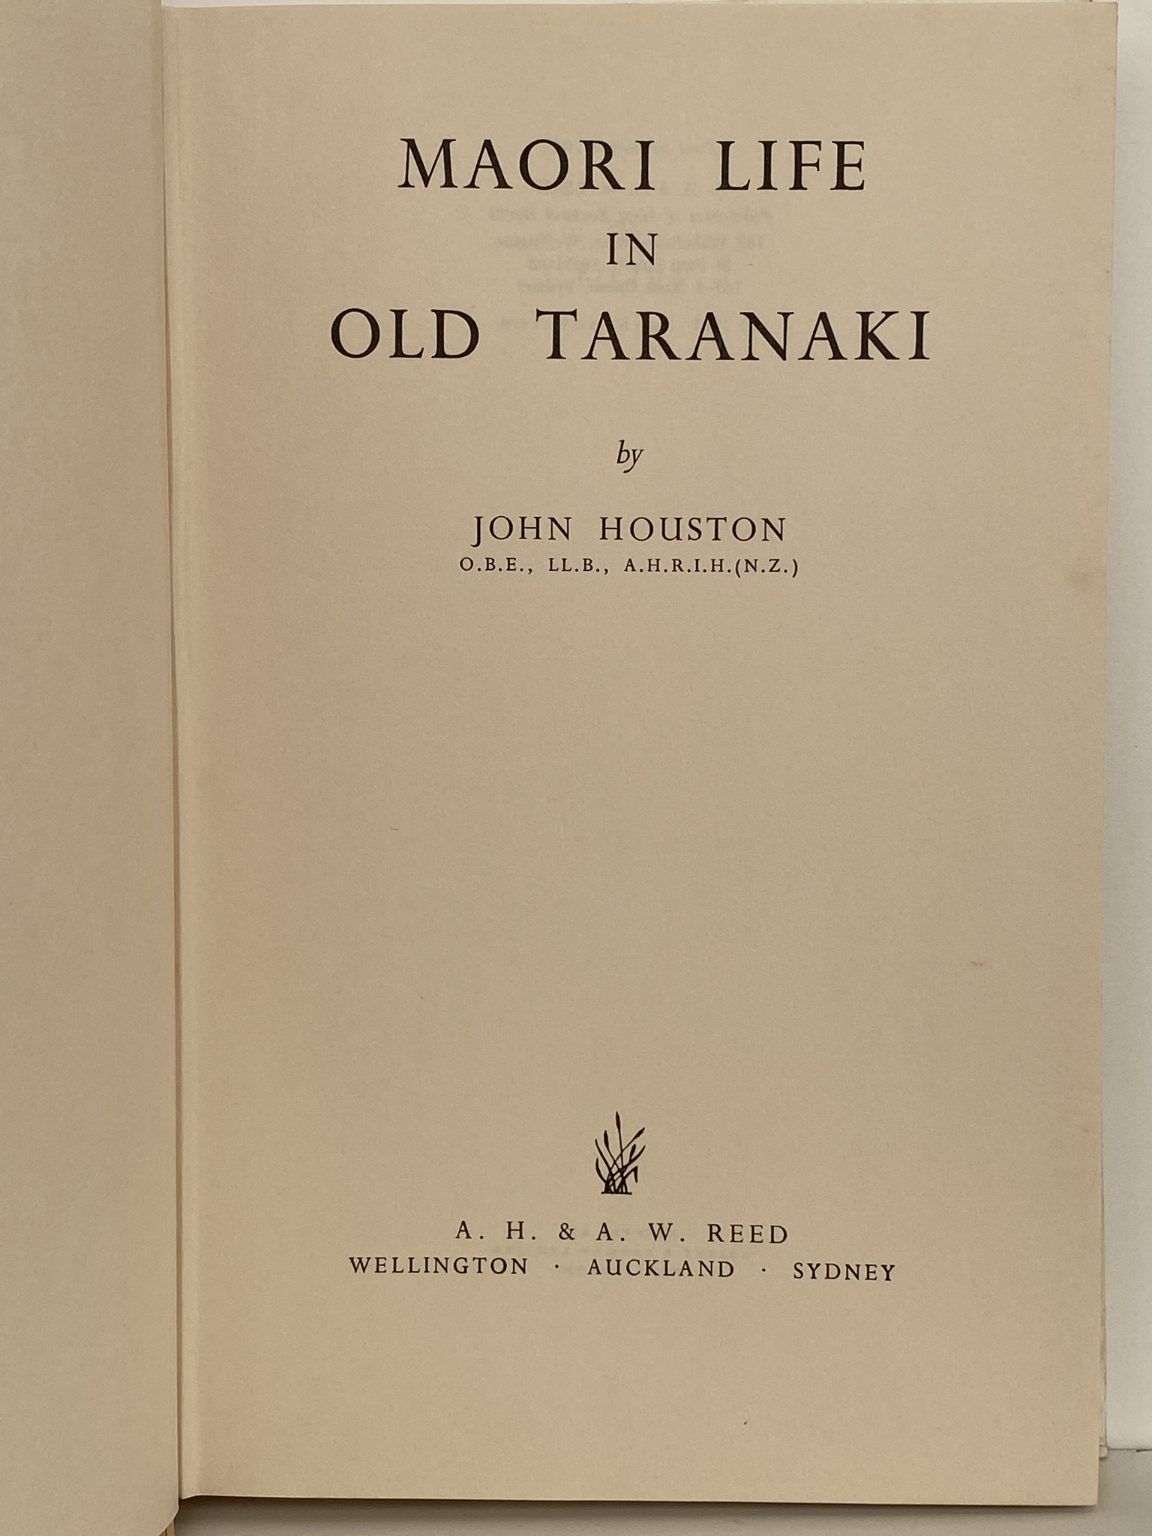 MAORI LIFE
IN
OLD TARANAKI
by
JOHN HOUSTON
O.B.E., LL.B., A.H.R.I.H.(N.Z.)
A. H. & A. W. REED
WELLINGTON · AUCKLAND · SYDNEY